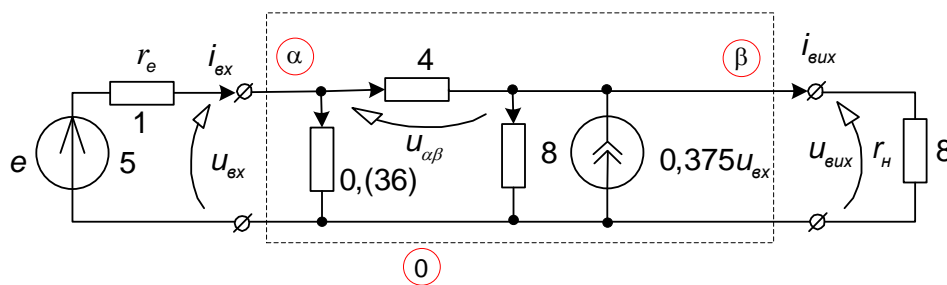 r_e
i_вх
α
4
β
i_вих
1
e
5
u_вх
u_αβ
0,(36)
8
0,375u_вх
u_вих
r_н
8
0